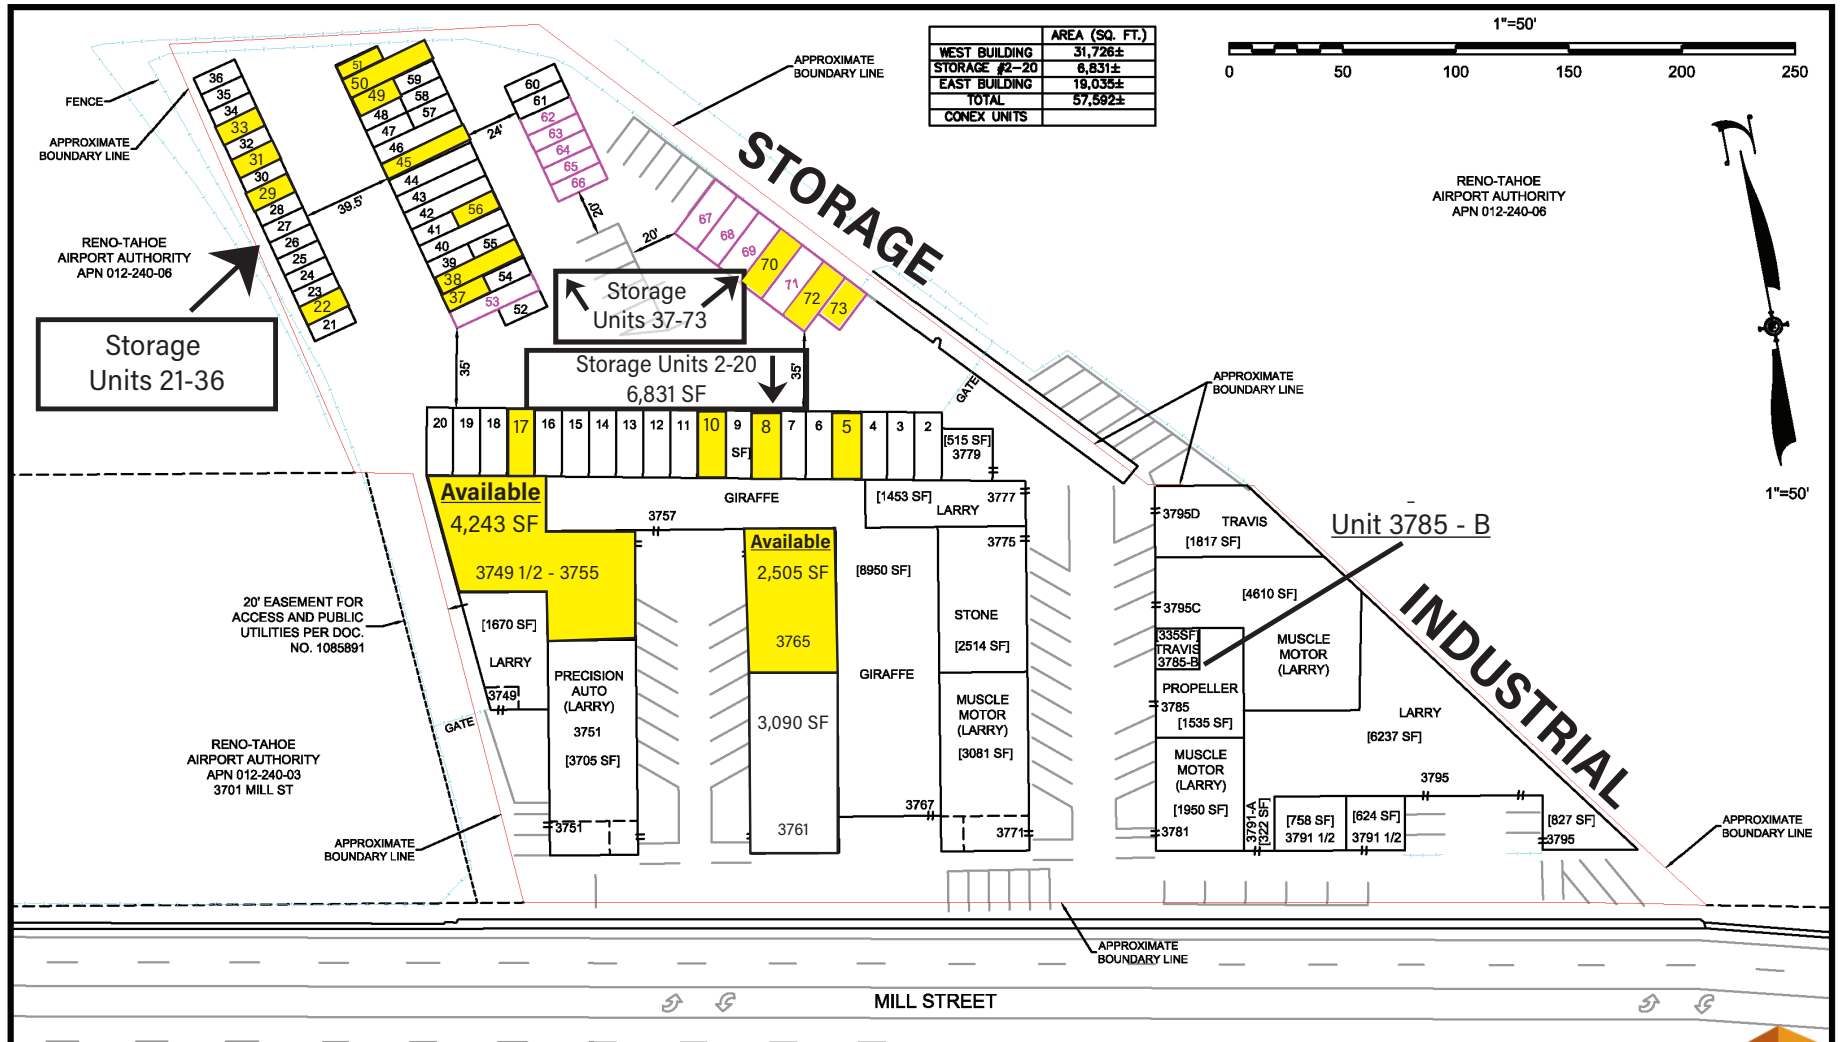 1"=50'
0 50 100 150 200 250
AREA (SQ. FT.)
WEST BUILDING 31,726±
STORAGE #2-20 6,831±
EAST BUILDING 19,035±
TOTAL 57,592±
CONEX UNITS
APPROXIMATE
BOUNDARY LINE
FENCE
APPROXIMATE
BOUNDARY LINE
36
35
34
33
32
31
30
29
28
27
26
25
24
23
22
21
51
50
49
48
47
46
45
44
43
42
41
40
39
38
37
59
58
57
56
55
54
53
52
60
61
62
63
64
65
66
67
68
69
70
71
72
73
24'
39.5'
20'
20'
35'
35'
STORAGE
RENO-TAHOE
AIRPORT AUTHORITY
APN 012-240-06
RENO-TAHOE
AIRPORT AUTHORITY
APN 012-240-06
1"=50'
Storage
Units 21-36
Storage
Units 37-73
Storage Units 2-20
6,831 SF
GATE
APPROXIMATE
BOUNDARY LINE
20 19 18 17 16 15 14 13 12 11 10 9 8 7 6 5 4 3 2
SF]
[515 SF]
3779
Available
4,243 SF
3749 1/2 - 3755
GIRAFFE
3757
[1453 SF]
LARRY
3777
3775
Available
2,505 SF
3765
[8950 SF]
GIRAFFE
STONE
[2514 SF]
3795D
TRAVIS
[1817 SF]
Unit 3785 - B
3795C
[4610 SF]
[335SF]
TRAVIS
3785-B
MUSCLE
MOTOR
(LARRY)
INDUSTRIAL
20' EASEMENT FOR
ACCESS AND PUBLIC
UTILITIES PER DOC.
NO. 1085891
[1670 SF]
LARRY
3749
PRECISION
AUTO
(LARRY)
3751
[3705 SF]
3751
3,090 SF
3761
MUSCLE
MOTOR
(LARRY)
[3081 SF]
3767
3771
PROPELLER
3785
[1535 SF]
MUSCLE
MOTOR
(LARRY)
[1950 SF]
3781
LARRY
[6237 SF]
3795
3791-A
[322 SF]
[758 SF]
3791 1/2
[624 SF]
3791 1/2
[827 SF]
3795
GATE
RENO-TAHOE
AIRPORT AUTHORITY
APN 012-240-03
3701 MILL ST
APPROXIMATE
BOUNDARY LINE
APPROXIMATE
BOUNDARY LINE
APPROXIMATE
BOUNDARY LINE
MILL STREET